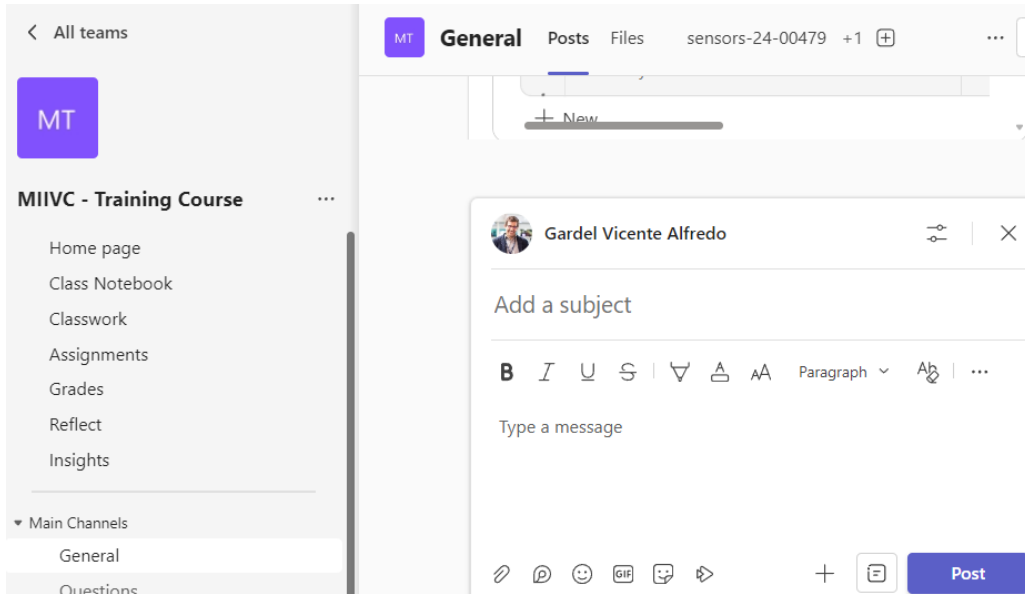 All teams
MT
MIIVC - Training Course
Home page
Class Notebook
Classwork
Assignments
Grades
Reflect
Insights
Main Channels
General
Questions
MT General Posts Files sensors-24-00479 +1
New
Gardel Vicente Alfredo
Add a subject
B I U S A AA Paragraph Ab
Type a message
GIF Post